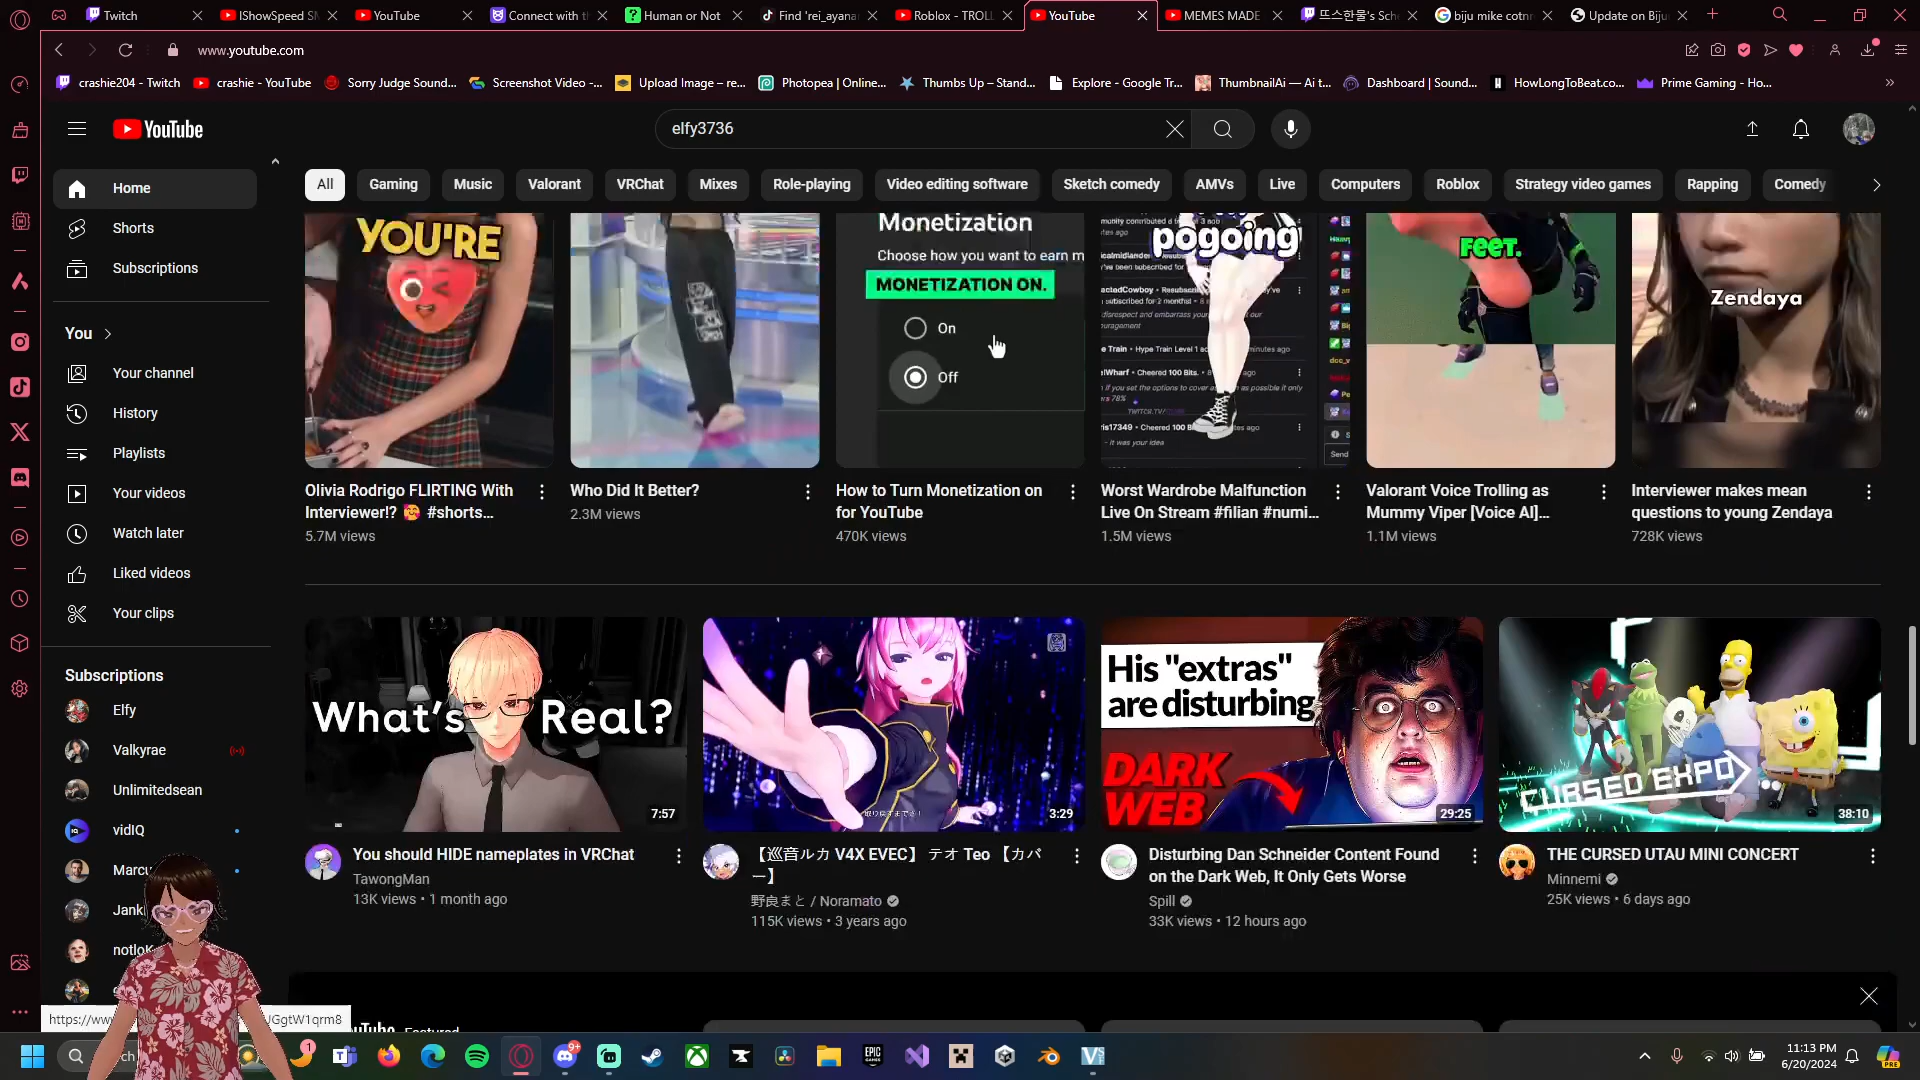 Twitch
IShowSpeed
YouTube
Connect with
Human or Not
Find 'rei_ayana
Roblox - TROLL
YouTube
MEMES MADE
뜨스한물's
biju mike
Update on Biju
www.youtube.com
crashie204 - Twitch
crashie - YouTube
Sorry Judge Sound...
Screenshot Video -...
Upload Image – re...
Photopea | Online...
Thumbs Up – Stand...
Explore - Google Tr...
ThumbnailAi — Ai t...
Dashboard | Sound...
HowLongToBeat.co...
Prime Gaming - Ho...
YouTube
elfy3736
Home
Shorts
Subscriptions
You
Your channel
History
Playlists
Your videos
Watch later
Liked videos
Your clips
Subscriptions
Elfy
Valkyrae
Unlimitedsean
vidIQ
Marcu
Janki
All
Gaming
Music
Valorant
VRChat
Mixes
Role-playing
Video editing software
Sketch comedy
AMVs
Live
Computers
Roblox
Strategy video games
Rapping
Comedy
YOU'RE
Monetization
Choose how you want to earn m
MONETIZATION ON.
On
Off
pogoing
FEET.
Zendaya
Olivia Rodrigo FLIRTING With
Interviewer!? 🥰 #shorts...
5.7M views
Who Did It Better?
2.3M views
How to Turn Monetization on
for YouTube
470K views
Worst Wardrobe Malfunction
Live On Stream #filian #numi...
1.5M views
Valorant Voice Trolling as
Mummy Viper [Voice AI]...
1.1M views
Interviewer makes mean
questions to young Zendaya
728K views
What's Real?
7:57
You should HIDE nameplates in VRChat
TawongMan
13K views • 1 month ago
3:29
【巡音ルカ V4X EVEC】 テオ Teo 【カバ
ー】
野良まと / Noramato
115K views • 3 years ago
His "extras"
are disturbing
DARK
WEB
29:25
Disturbing Dan Schneider Content Found
on the Dark Web, It Only Gets Worse
Spill
33K views • 12 hours ago
CURSED EXPO
38:10
THE CURSED UTAU MINI CONCERT
Minnemi
25K views • 6 days ago
11:13 PM
6/20/2024